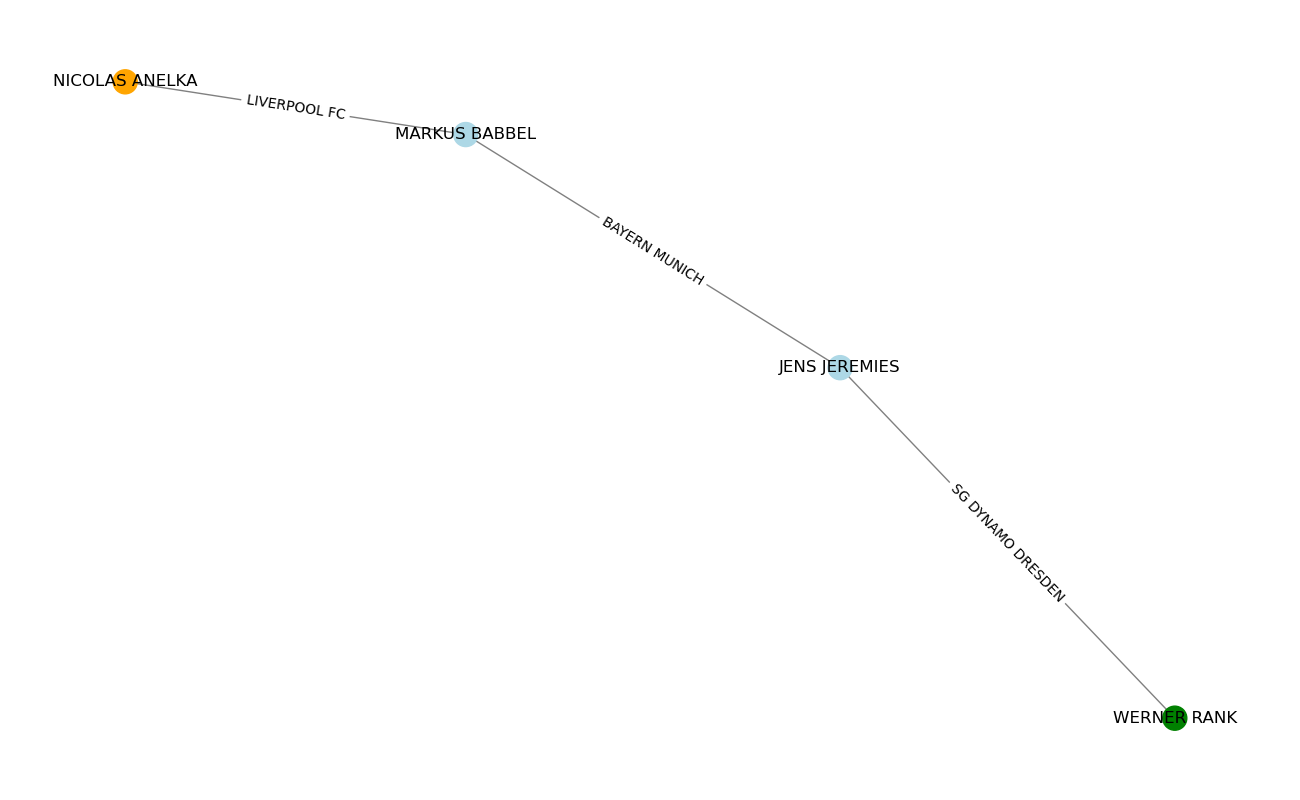 NICOLAS ANELKA
LIVERPOOL FC
MARKUS BABBEL
BAYERN MUNICH
JENS JEREMIES
SG DYNAMO DRESDEN
WERNER RANK